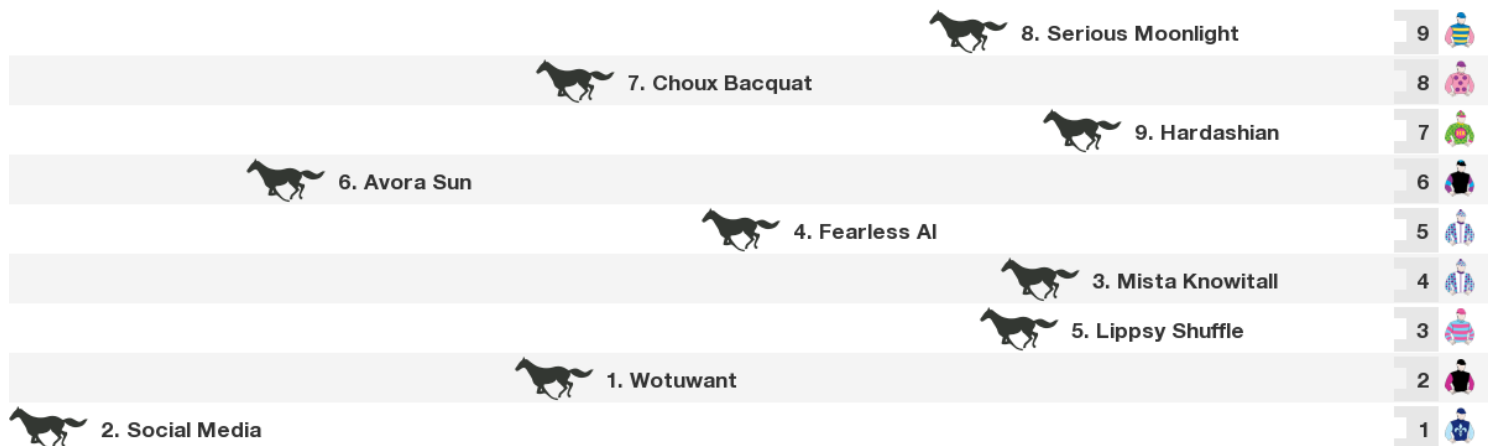 8. Serious Moonlight 9
7. Choux Bacquat 8
9. Hardashian 7
6. Avora Sun 6
4. Fearless Al 5
3. Mista Knowitall 4
5. Lippsy Shuffle 3
1. Wotuwant 2
2. Social Media 1